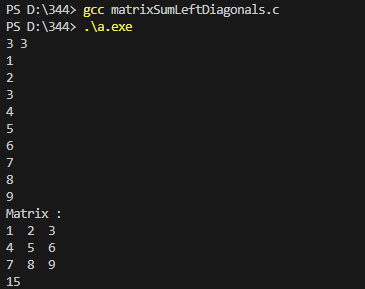 PS D:\344> gcc matrixSumLeftDiagonals.c
PS D:\344> .\a.exe
3 3
1
2
3
4
5
6
7
8
9
Matrix :
1  2  3
4  5  6
7  8  9
15